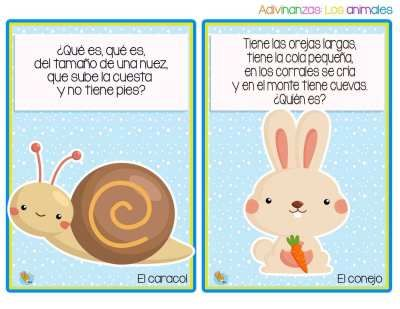 Adivinanzas Los animales
¿Qué es, qué es,
del tamaño de una nuez,
que sube la cuesta
y no tiene pies?
El caracol
Tiene las orejas largas,
tiene la cola pequeña,
en los corrales se cría
y en el monte tiene cuevas.
¿Quién es?
El conejo